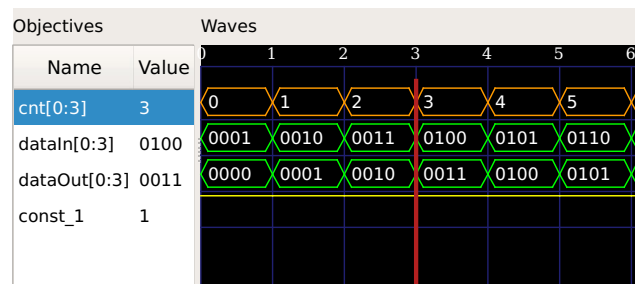 Objectives Waves
Name Value 0 1 2 3 4 5 6
cnt[0:3] 3 0 1 2 3 4 5
dataIn[0:3] 0100 0001 0010 0011 0100 0101 0110
dataOut[0:3] 0011 0000 0001 0010 0011 0100 0101
const_1 1